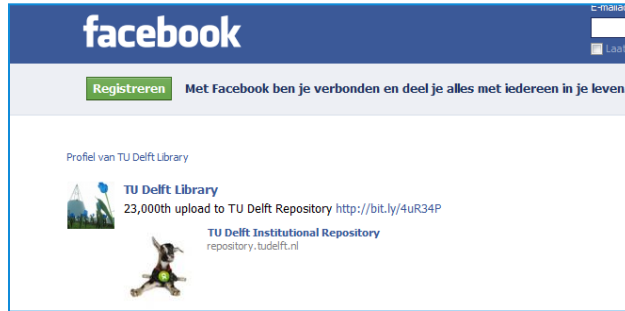 facebook
E-mailad
Laat
Registreren Met Facebook ben je verbonden en deel je alles met iedereen in je leven
Profiel van TU Delft Library
TU Delft Library
23,000th upload to TU Delft Repository http://bit.ly/4uR34P
TU Delft Institutional Repository
repository.tudelft.nl